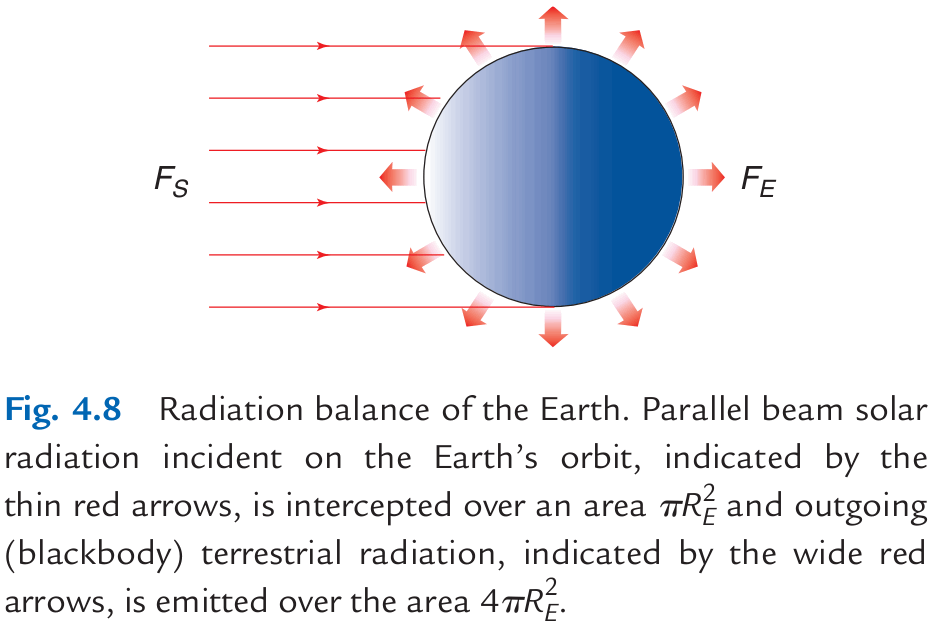 F_S
F_E
Fig. 4.8 Radiation balance of the Earth. Parallel beam solar
radiation incident on the Earth's orbit, indicated by the
thin red arrows, is intercepted over an area πR_E^2 and outgoing
(blackbody) terrestrial radiation, indicated by the wide red
arrows, is emitted over the area 4πR_E^2.